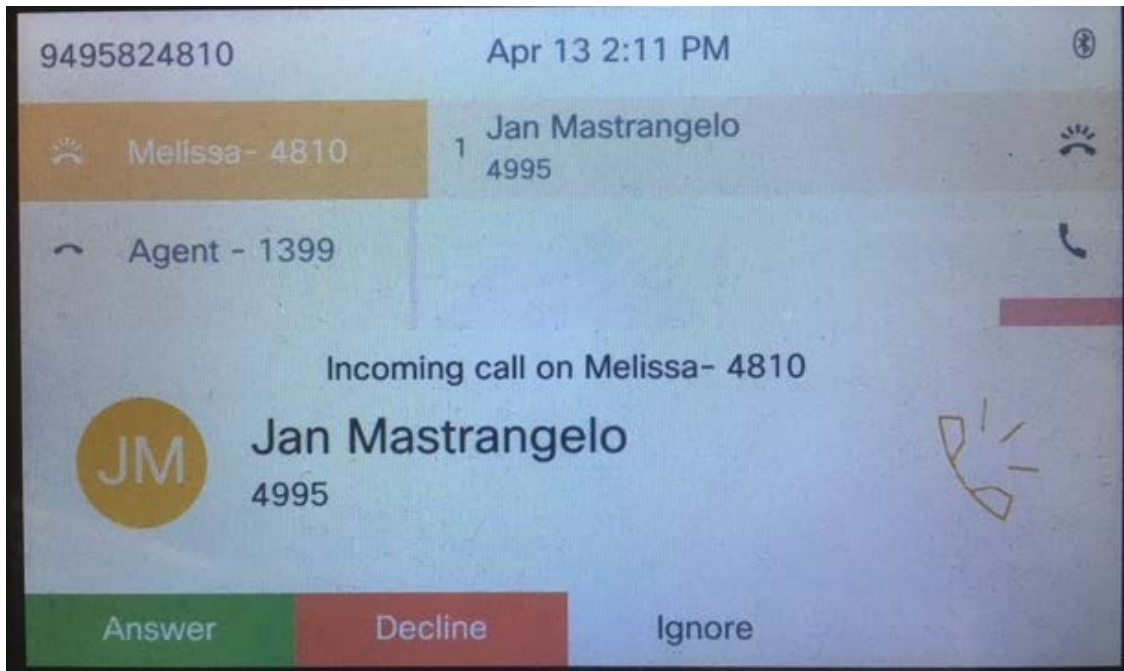 9495824810 Apr 13 2:11 PM
Melissa- 4810
1 Jan Mastrangelo
4995
Agent - 1399
Incoming call on Melissa- 4810
JM
Jan Mastrangelo
4995
Answer Decline Ignore